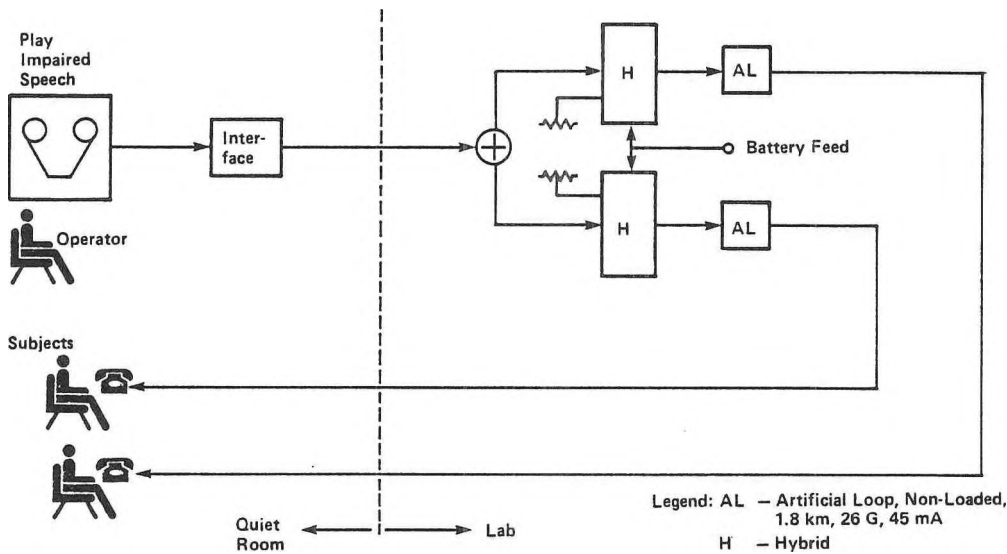 Play
Impaired
Speech
Inter-
face
H
AL
Battery Feed
H
AL
Operator
Subjects
Quiet
Room
Lab
Legend: AL – Artificial Loop, Non-Loaded,
1.8 km, 26 G, 45 mA
H – Hybrid